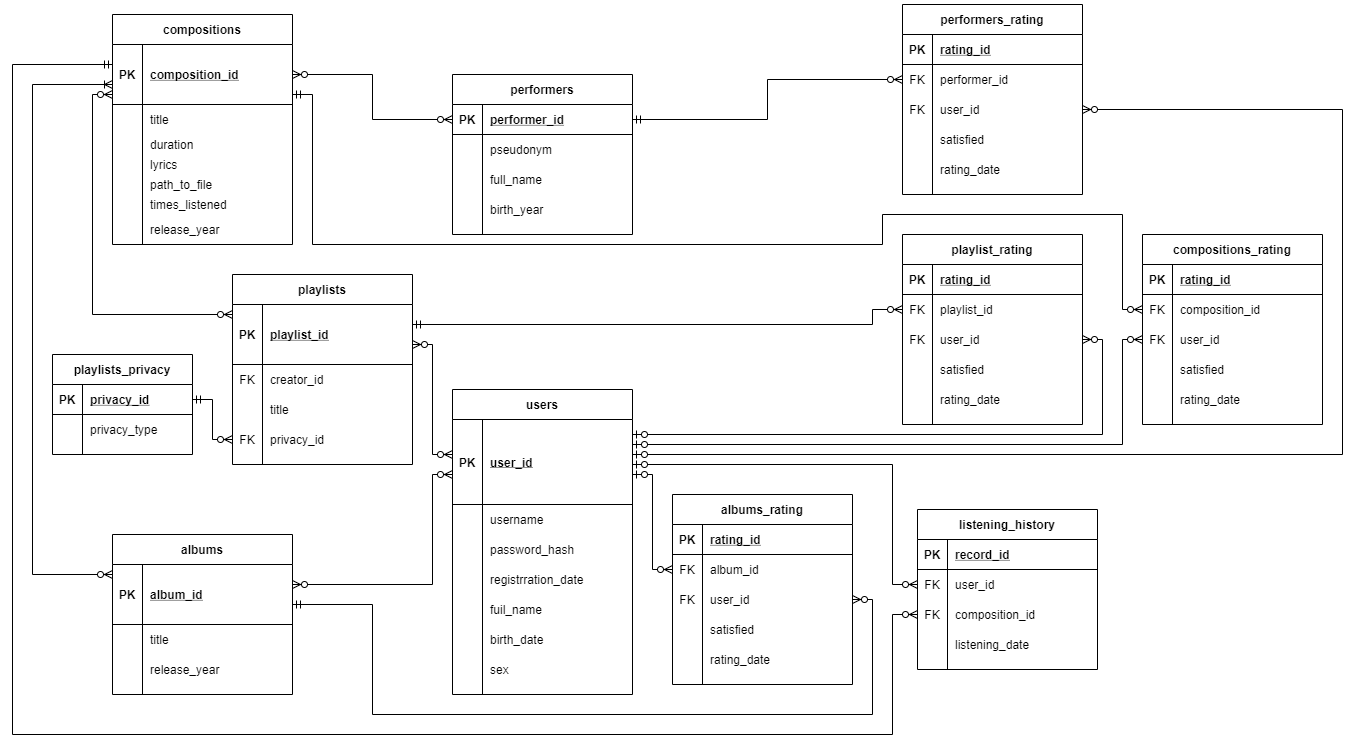 compositions
PK composition_id
title
duration
lyrics
path_to_file
times_listened
release_year
performers
PK performer_id
pseudonym
full_name
birth_year
performers_rating
PK rating_id
FK performer_id
FK user_id
satisfied
rating_date
playlists
PK playlist_id
FK creator_id
title
FK privacy_id
playlist_rating
PK rating_id
FK playlist_id
FK user_id
satisfied
rating_date
compositions_rating
PK rating_id
FK composition_id
FK user_id
satisfied
rating_date
playlists_privacy
PK privacy_id
privacy_type
users
PK user_id
username
password_hash
registrration_date
fuil_name
birth_date
sex
albums
PK album_id
title
release_year
albums_rating
PK rating_id
FK album_id
FK user_id
satisfied
rating_date
listening_history
PK record_id
FK user_id
FK composition_id
listening_date